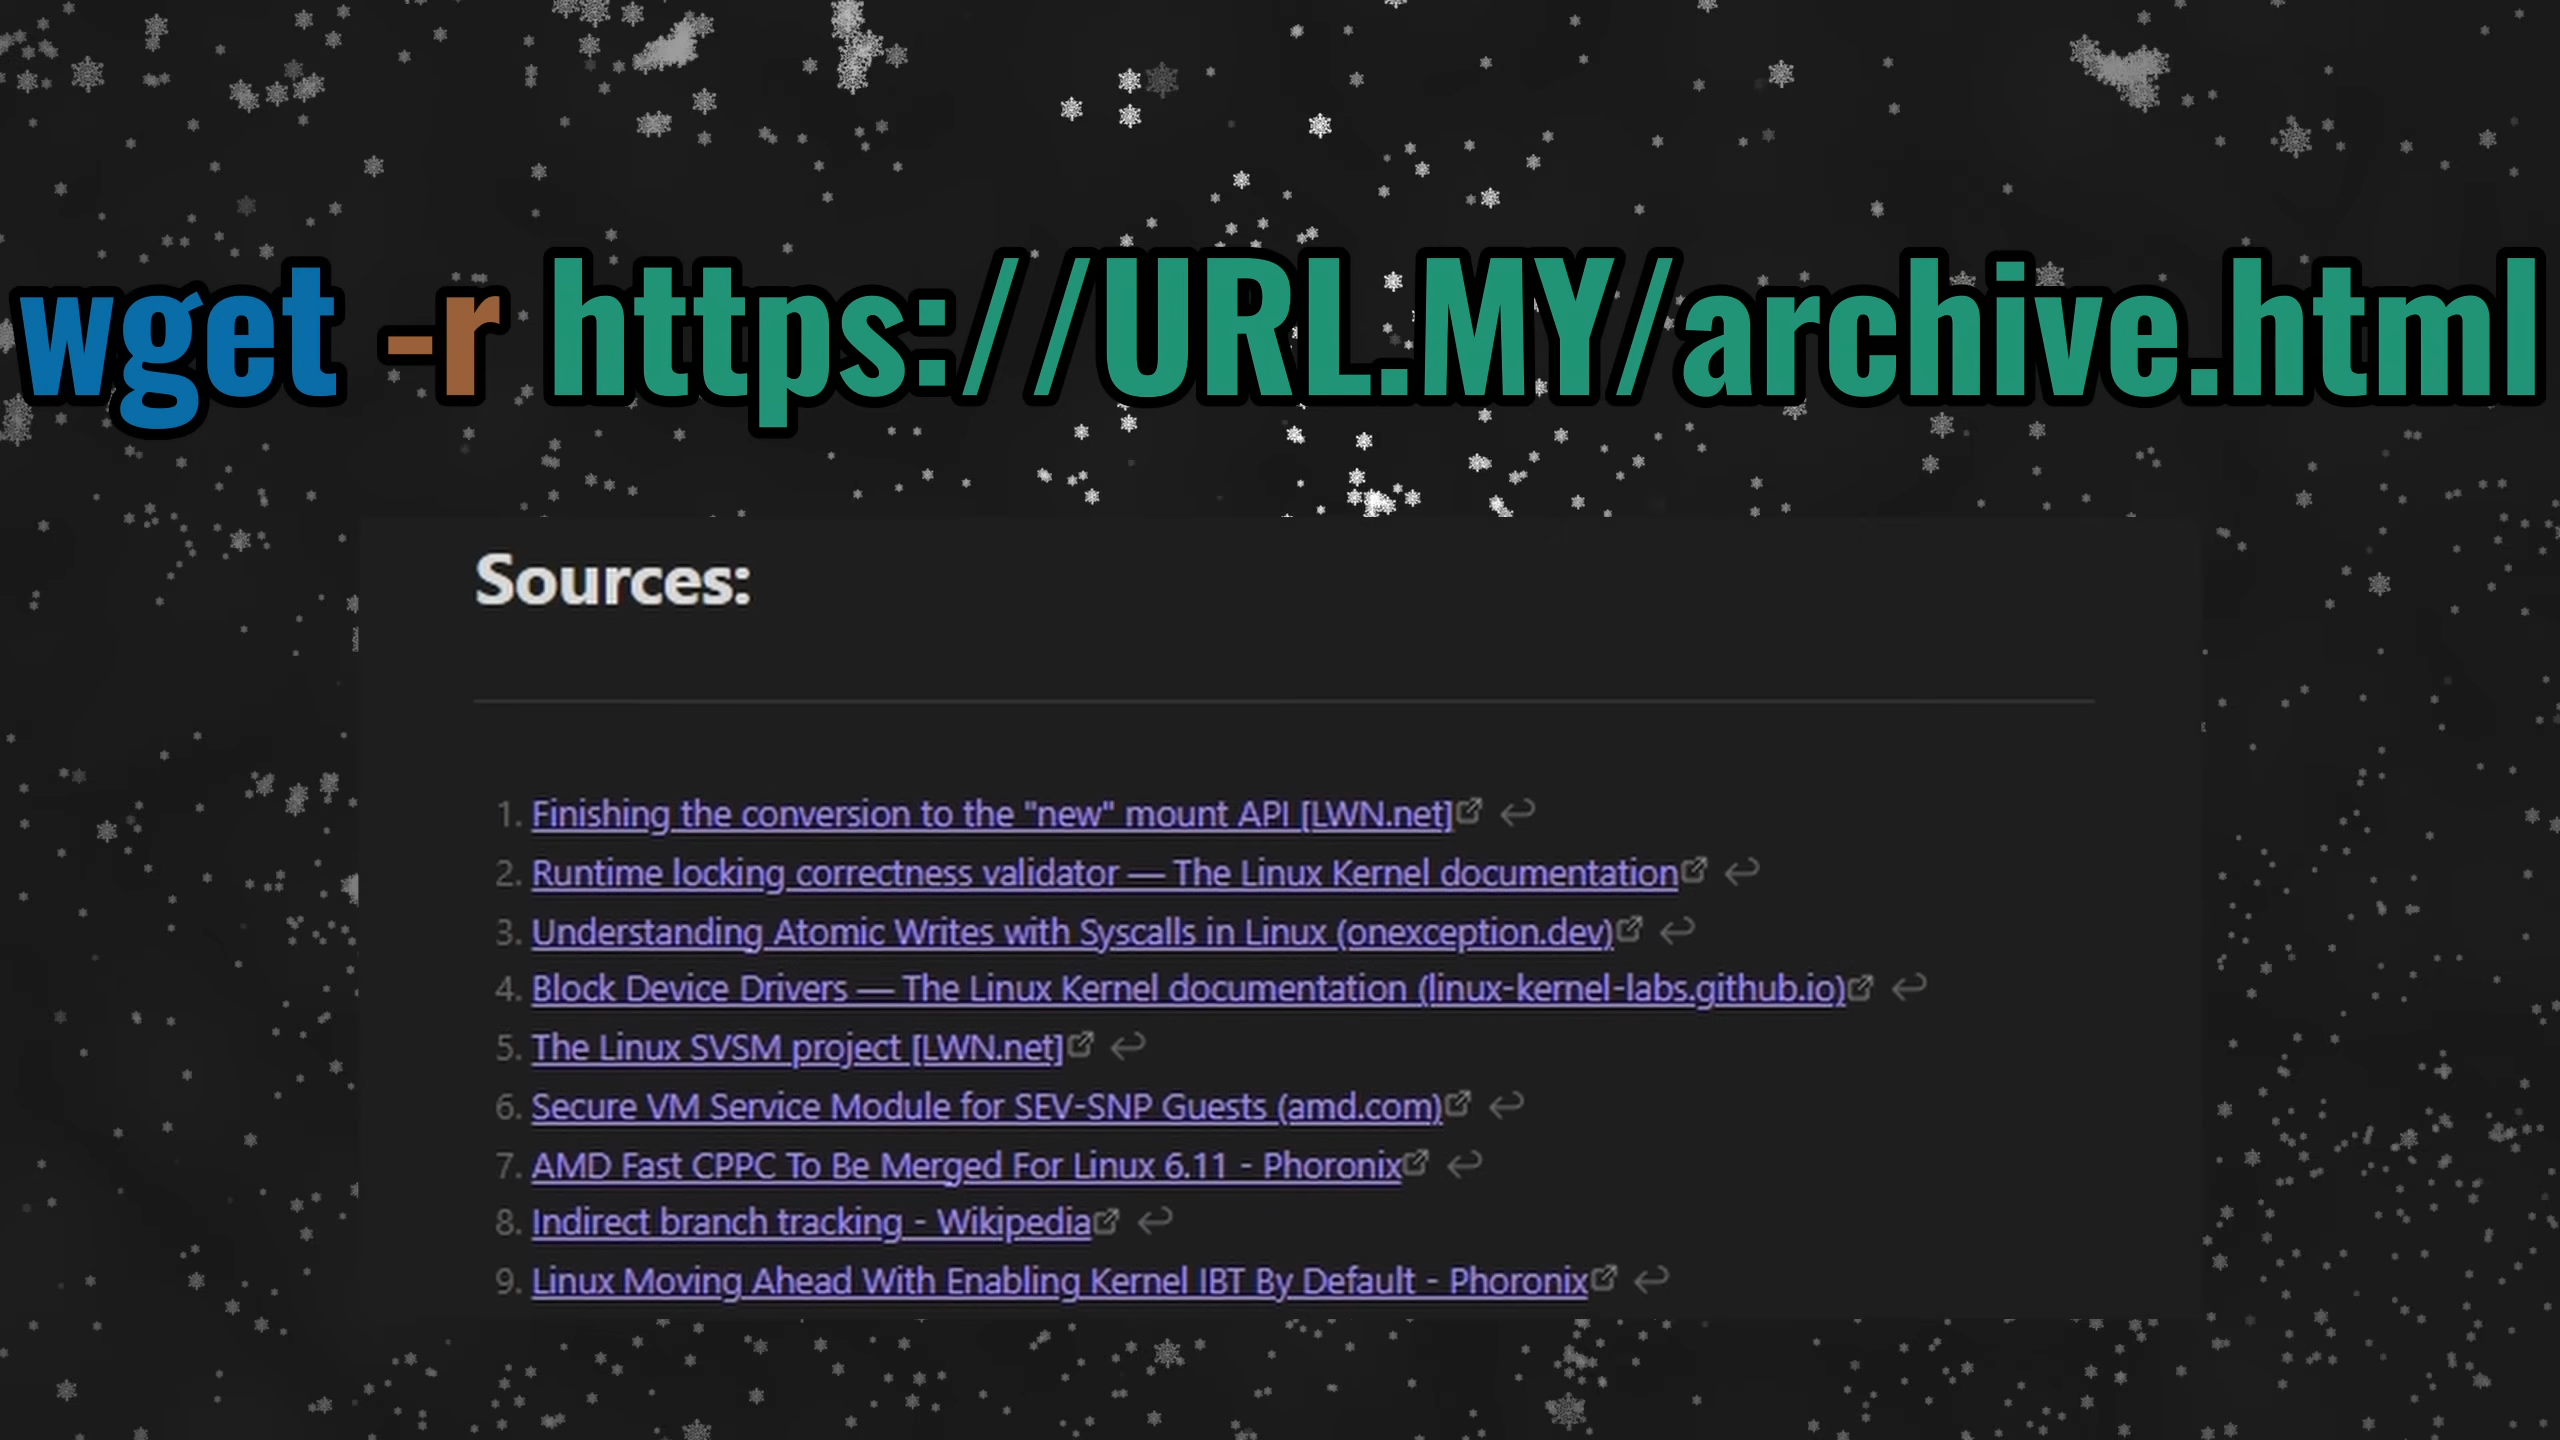 wget -r https://URL.MY/archive.html
Sources:
1. Finishing the conversion to the "new" mount API [LWN.net]
2. Runtime locking correctness validator — The Linux Kernel documentation
3. Understanding Atomic Writes with Syscalls in Linux (onexception.dev)
4. Block Device Drivers — The Linux Kernel documentation (linux-kernel-labs.github.io)
5. The Linux SVSM project [LWN.net]
6. Secure VM Service Module for SEV-SNP Guests (amd.com)
7. AMD Fast CPPC To Be Merged For Linux 6.11 - Phoronix
8. Indirect branch tracking - Wikipedia
9. Linux Moving Ahead With Enabling Kernel IBT By Default - Phoronix